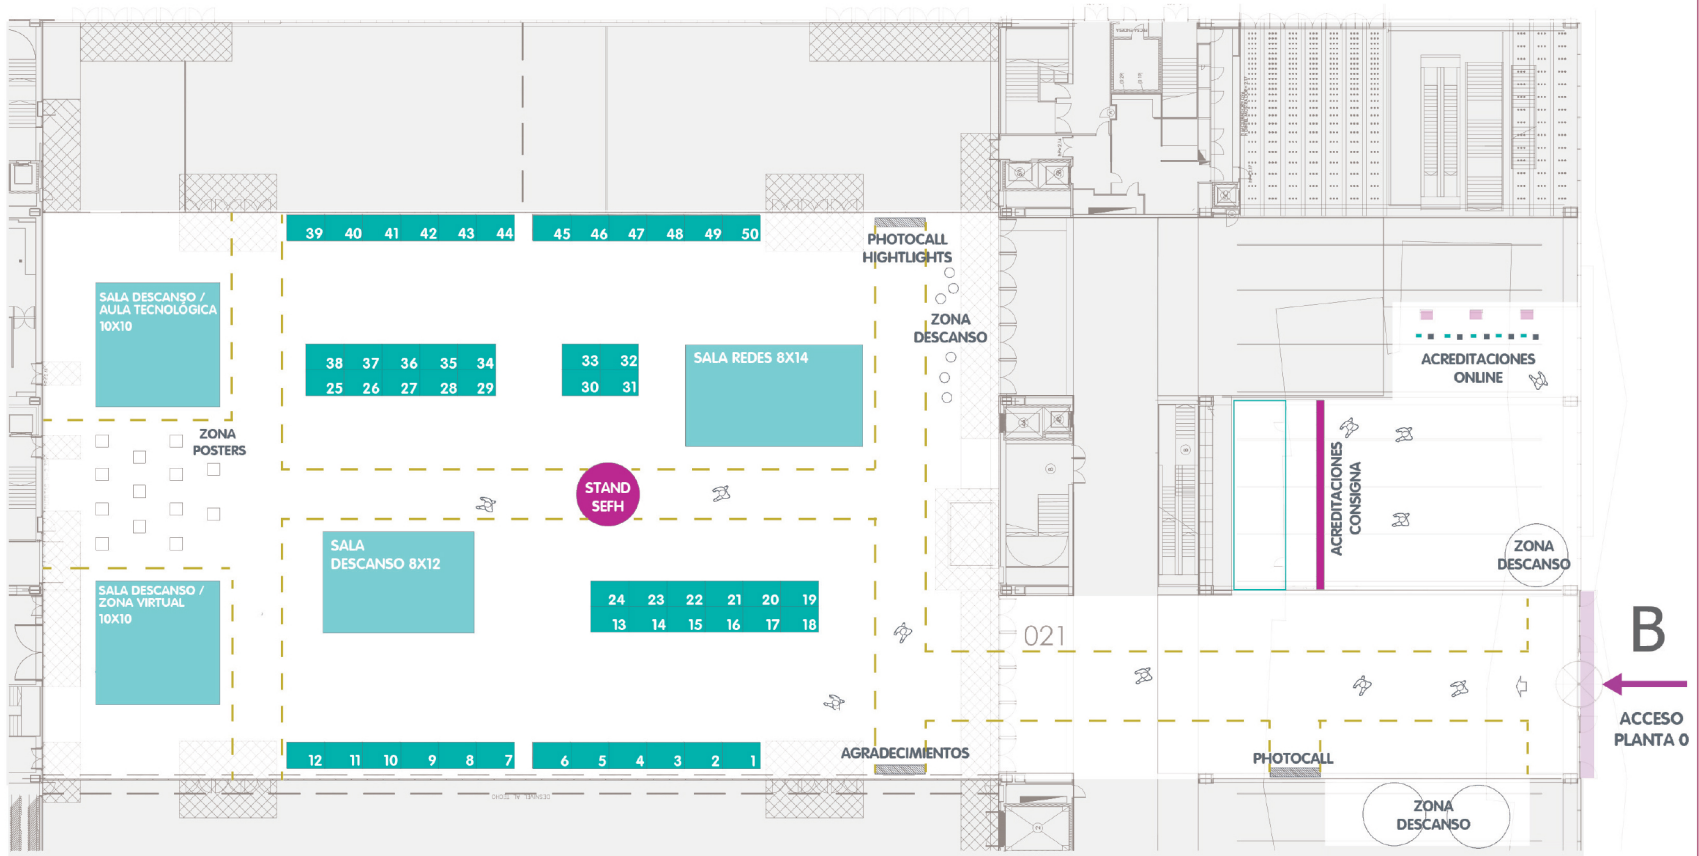 39 40 41 42 43 44
45 46 47 48 49 50
PHOTOCALL
HIGHTLIGHTS
SALA DESCANSO /
AULA TECNOLÓGICA
10X10
ZONA
DESCANSO
38 37 36 35 34
25 26 27 28 29
33 32
30 31
SALA REDES 8X14
ACREDITACIONES
ONLINE
ZONA
POSTERS
STAND
SEFH
ACREDITACIONES
CONSIGNA
SALA
DESCANSO 8X12
ZONA
DESCANSO
SALA DESCANSO /
ZONA VIRTUAL
10X10
24 23 22 21 20 19
13 14 15 16 17 18
021
B
ACCESO
PLANTA 0
12 11 10 9 8 7
6 5 4 3 2 1
AGRADECIMIENTOS
PHOTOCALL
ZONA
DESCANSO